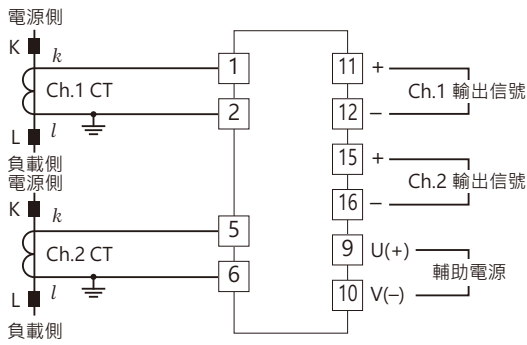 電源側
K
k
Ch.1 CT
L
l
負載側
電源側
K
k
Ch.2 CT
L
l
負載側
1
2
5
6
11 +
12 –
Ch.1 輸出信號
15 +
16 –
Ch.2 輸出信號
9 U(+)
10 V(–)
輔助電源